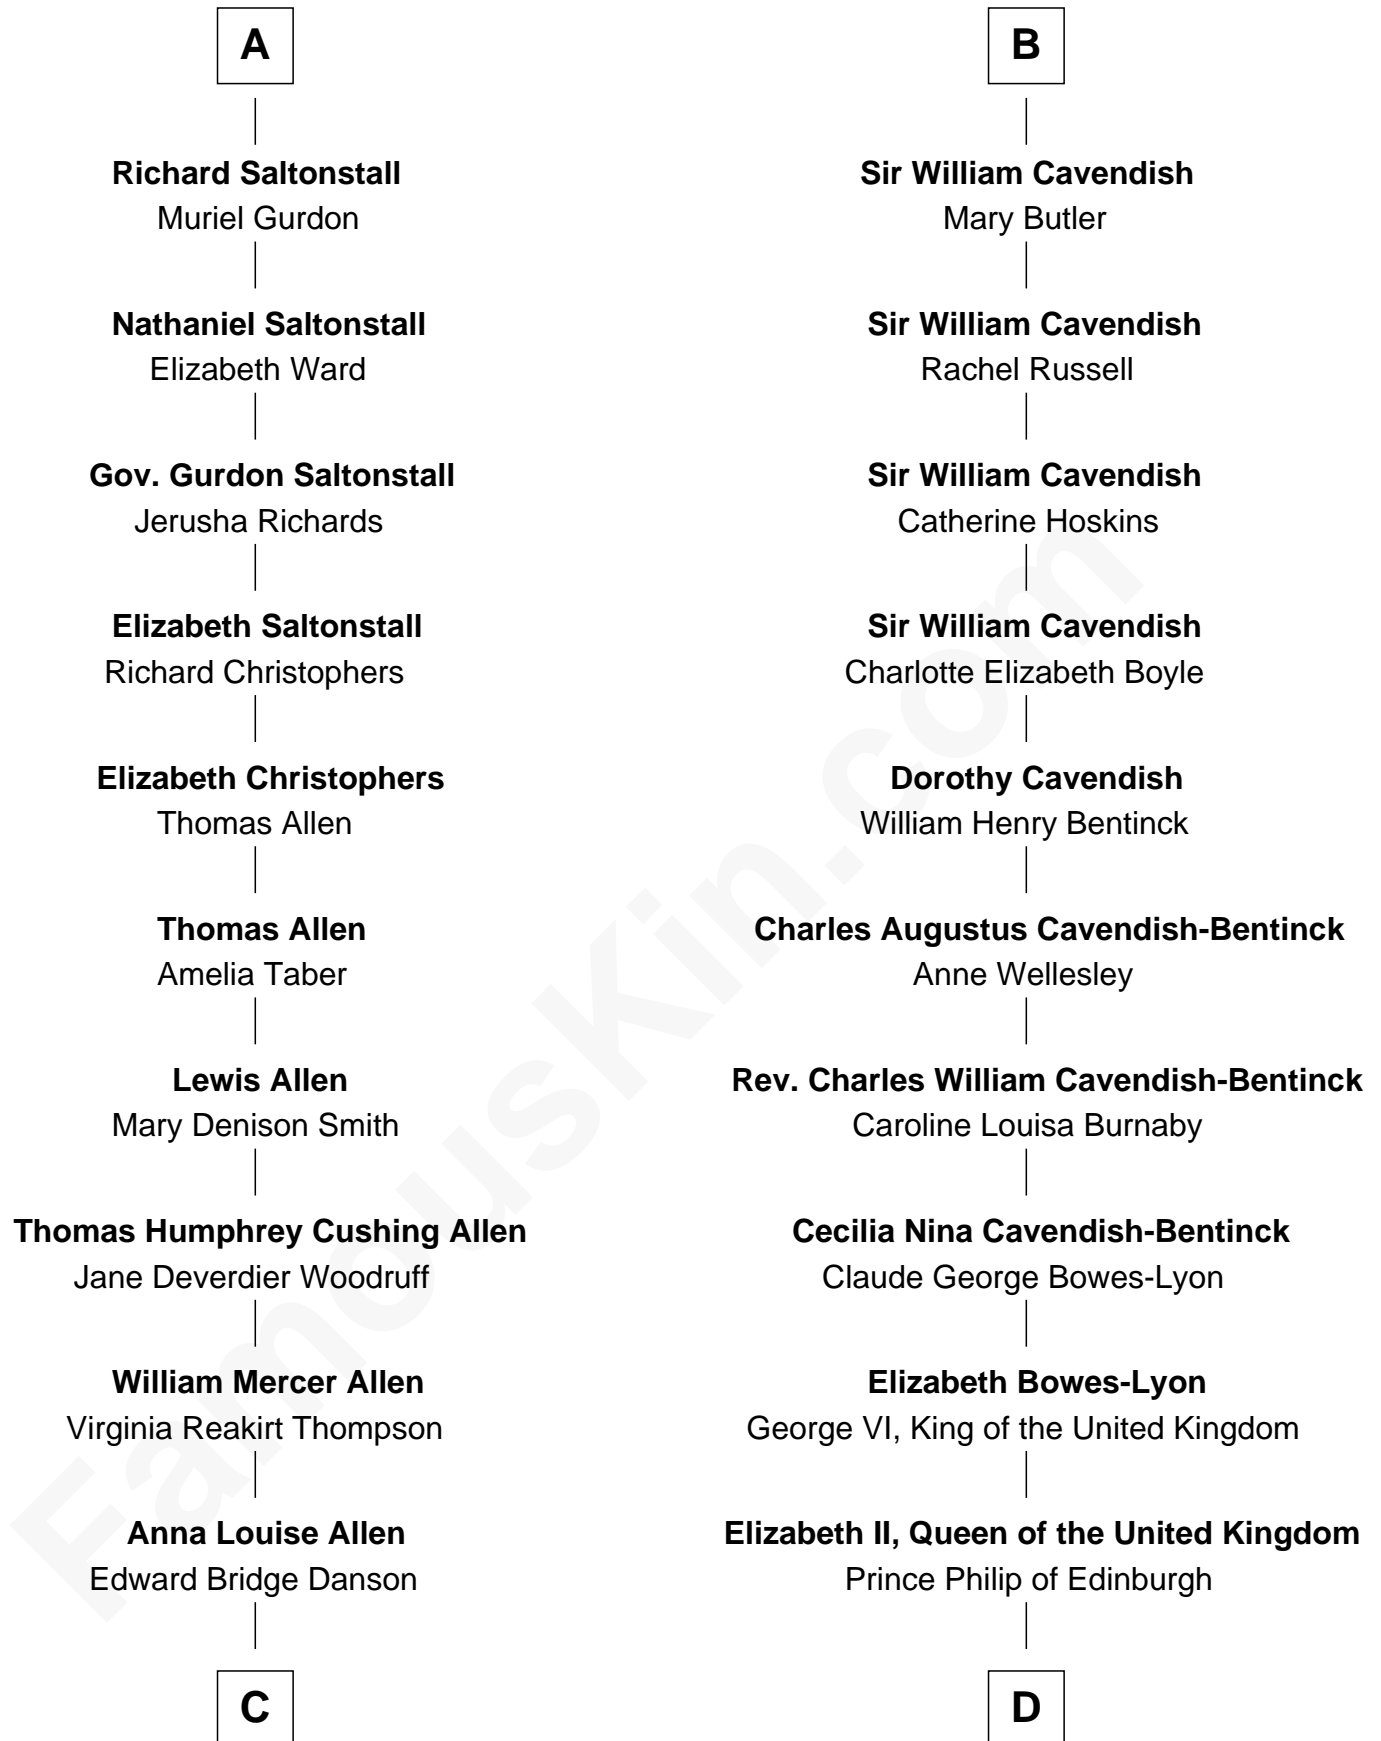 A
Richard Saltonstall
Muriel Gurdon
Nathaniel Saltonstall
Elizabeth Ward
Gov. Gurdon Saltonstall
Jerusha Richards
Elizabeth Saltonstall
Richard Christophers
Elizabeth Christophers
Thomas Allen
Thomas Allen
Amelia Taber
Lewis Allen
Mary Denison Smith
Thomas Humphrey Cushing Allen
Jane Deverdier Woodruff
William Mercer Allen
Virginia Reakirt Thompson
Anna Louise Allen
Edward Bridge Danson
C
B
Sir William Cavendish
Mary Butler
Sir William Cavendish
Rachel Russell
Sir William Cavendish
Catherine Hoskins
Sir William Cavendish
Charlotte Elizabeth Boyle
Dorothy Cavendish
William Henry Bentinck
Charles Augustus Cavendish-Bentinck
Anne Wellesley
Rev. Charles William Cavendish-Bentinck
Caroline Louisa Burnaby
Cecilia Nina Cavendish-Bentinck
Claude George Bowes-Lyon
Elizabeth Bowes-Lyon
George VI, King of the United Kingdom
Elizabeth II, Queen of the United Kingdom
Prince Philip of Edinburgh
D
FamousKin.com